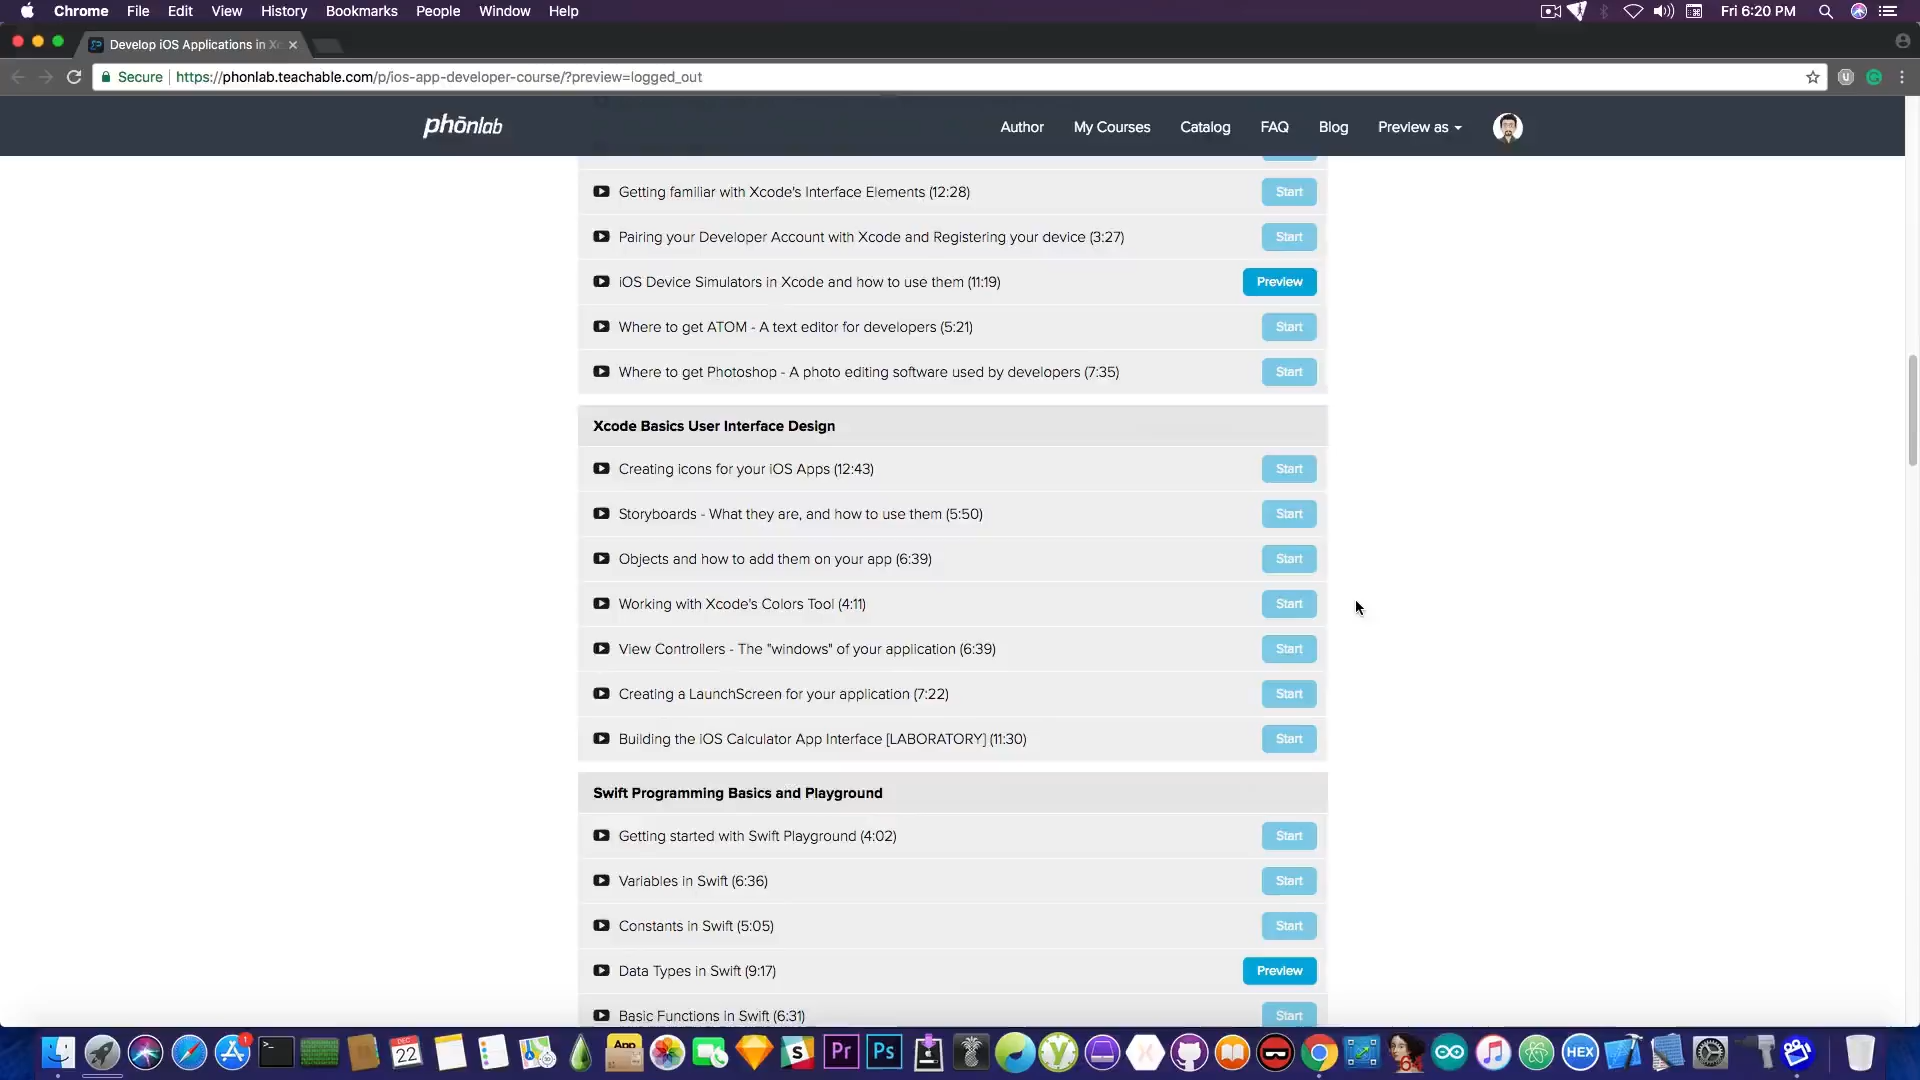 Chrome File Edit View History Bookmarks People Window Help Fri 6:20 PM
Develop iOS Applications in X
Secure https://phonlab.teachable.com/p/ios-app-developer-course/?preview=logged_out
phōnlab Author My Courses Catalog FAQ Blog Preview as
Getting familiar with Xcode's Interface Elements (12:28) Start
Pairing your Developer Account with Xcode and Registering your device (3:27) Start
iOS Device Simulators in Xcode and how to use them (11:19) Preview
Where to get ATOM - A text editor for developers (5:21) Start
Where to get Photoshop - A photo editing software used by developers (7:35) Start
Xcode Basics User Interface Design
Creating icons for your iOS Apps (12:43) Start
Storyboards - What they are, and how to use them (5:50) Start
Objects and how to add them on your app (6:39) Start
Working with Xcode's Colors Tool (4:11) Start
View Controllers - The "windows" of your application (6:39) Start
Creating a LaunchScreen for your application (7:22) Start
Building the iOS Calculator App Interface [LABORATORY] (11:30) Start
Swift Programming Basics and Playground
Getting started with Swift Playground (4:02) Start
Variables in Swift (6:36) Start
Constants in Swift (5:05) Start
Data Types in Swift (9:17) Preview
Basic Functions in Swift (6:31) Start
DEC 22 App S Pr Ps Y X 64 HEX